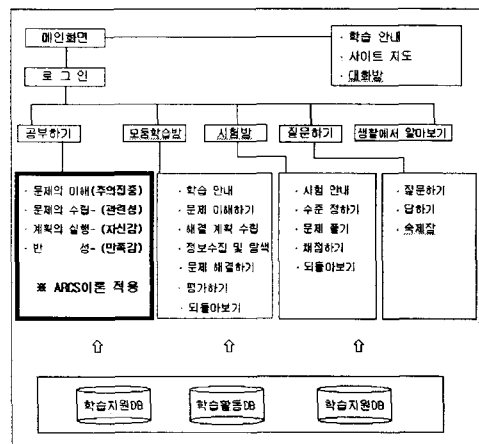 메인화면
· 학습 안내
· 사이트 지도
· 대화방
로 그 인
공부하기
모둠학습방
시험방
질문하기
생활에서 알아보기
· 문제의 이해(주의집중)
· 문제의 수립- (관련성)
· 계획의 실행- (자신감)
· 반 성- (만족감)
※ ARCS이론 적용
· 학습 안내
· 문제 이해하기
· 해결 계획 수립
· 정보수집 및 탐색
· 문제 해결하기
· 평가하기
· 되돌아보기
· 시험 안내
· 수준 정하기
· 문제 풀기
· 채점하기
· 되돌아보기
· 질문하기
· 답하기
· 숙제장
⇧ ⇧ ⇧
학습지원DB
학습활동DB
학습지원DB